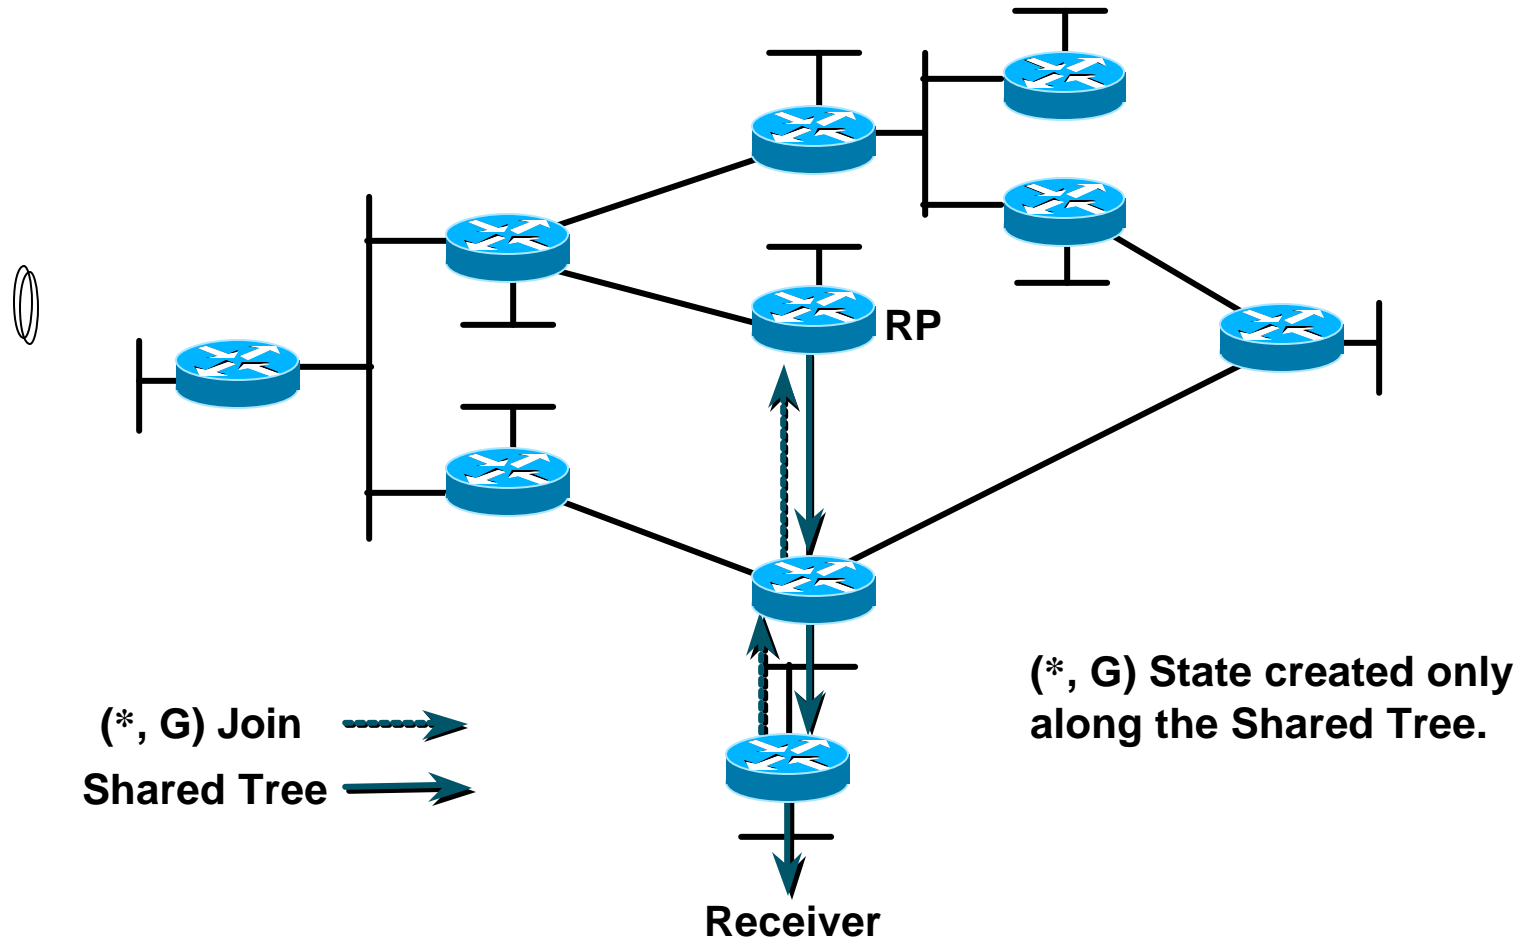 RP
(*, G) State created only
along the Shared Tree.
(*, G) Join
Shared Tree
Receiver